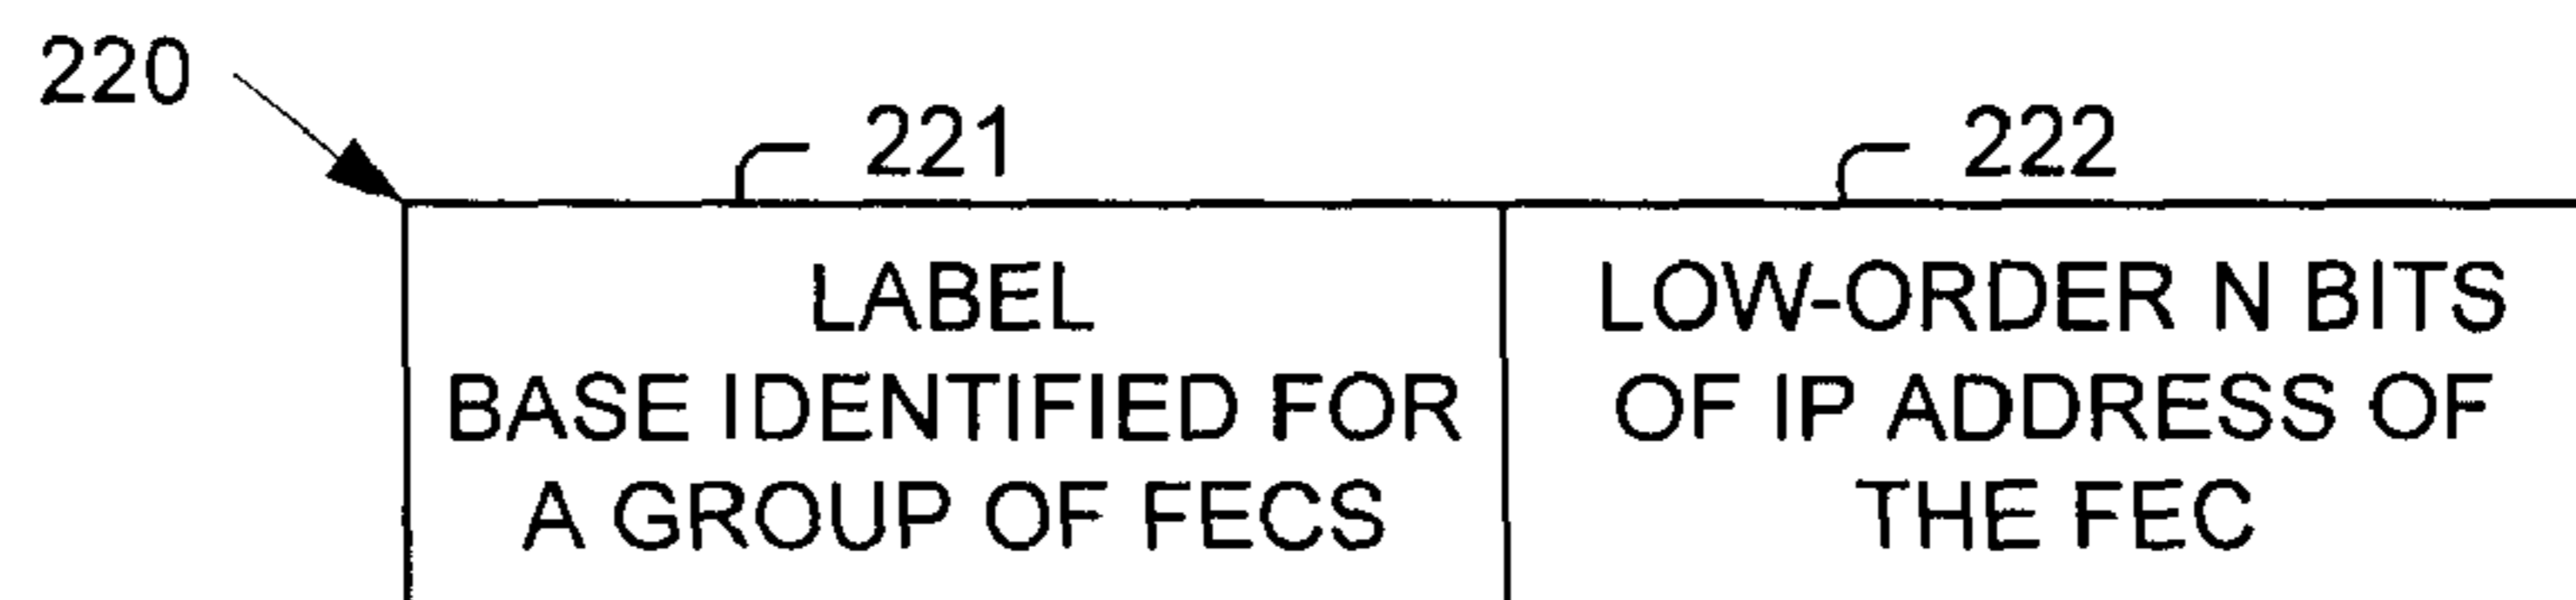 220
221
222
LABEL
BASE IDENTIFIED FOR
A GROUP OF FECS
LOW-ORDER N BITS
OF IP ADDRESS OF
THE FEC